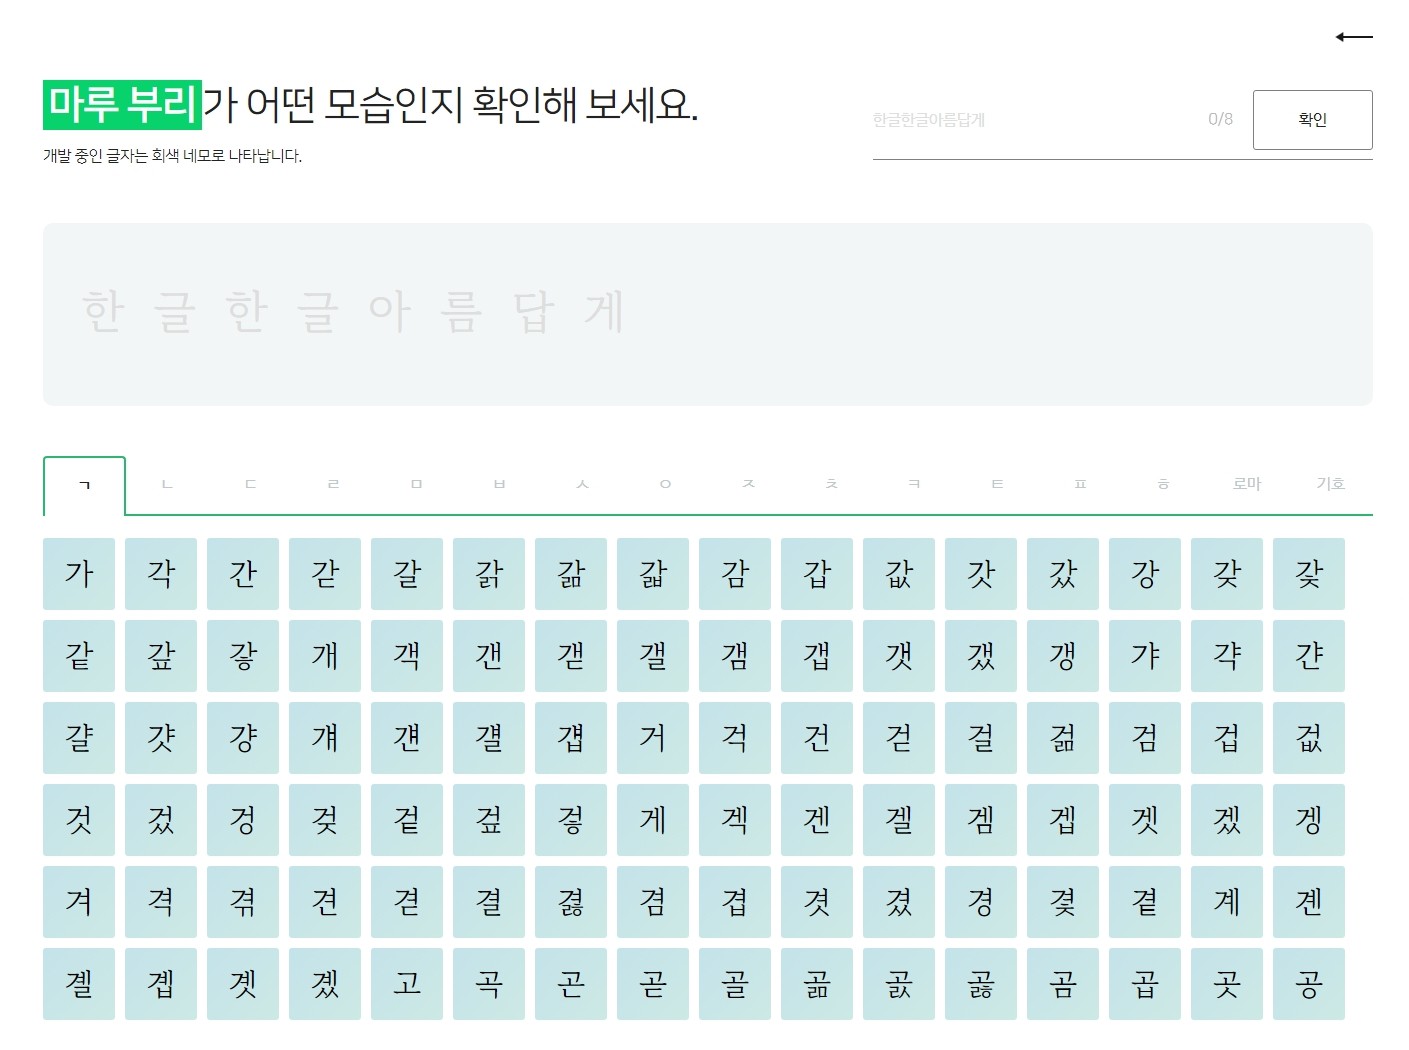 마루 부리가 어떤 모습인지 확인해 보세요.
한글한글아름답게 0/8 확인
개발 중인 글자는 회색 네모로 나타납니다.
한글한글아름답게
ㄱ ㄴ ㄷ ㄹ ㅁ ㅂ ㅅ ㅇ ㅈ ㅊ ㅋ ㅌ ㅍ ㅎ 로마 기호
가 각 간 갇 갈 갉 갊 갋 감 갑 값 갓 갔 강 갖 갗
같 갚 갛 개 객 갠 갣 갤 갬 갭 갯 갰 갱 갸 갹 갼
걀 걋 걍 걔 걘 걜 걥 거 걱 건 걷 걸 걺 검 겁 겂
것 겄 겅 겆 겉 겊 겋 게 겍 겐 겔 겜 겝 겟 겠 겡
겨 격 겪 견 겯 결 겷 겸 겹 겻 겼 경 겾 곁 계 곈
곌 곕 곗 곘 고 곡 곤 곧 골 곪 곬 곯 곰 곱 곳 공